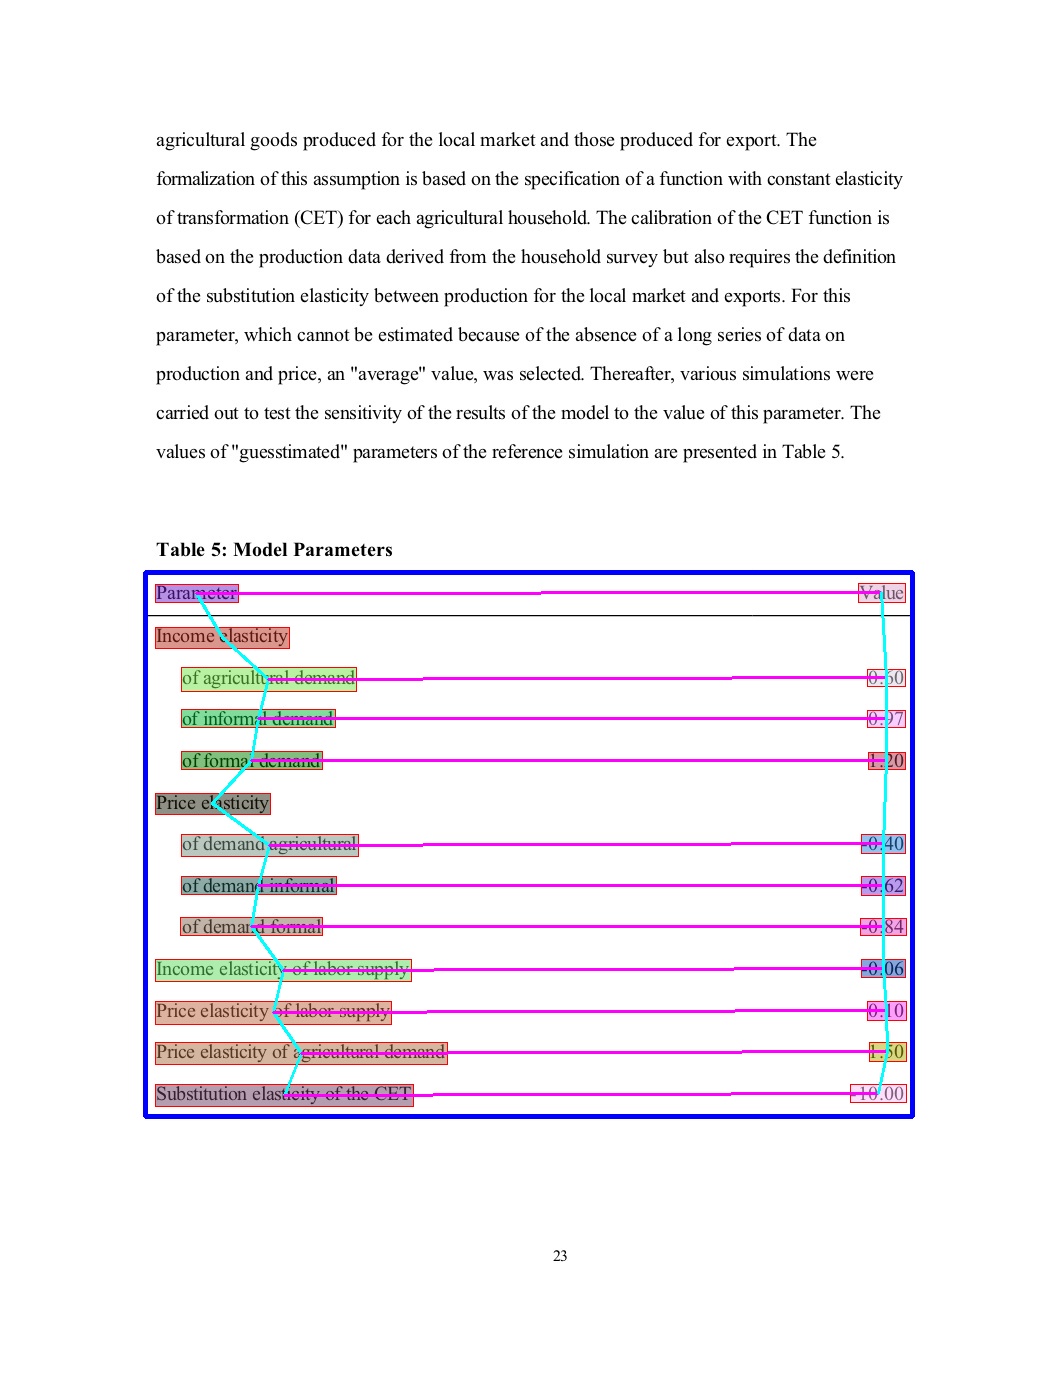 agricultural goods produced for the local market and those produced for export. The
formalization of this assumption is based on the specification of a function with constant elasticity
of transformation (CET) for each agricultural household. The calibration of the CET function is
based on the production data derived from the household survey but also requires the definition
of the substitution elasticity between production for the local market and exports. For this
parameter, which cannot be estimated because of the absence of a long series of data on
production and price, an "average" value, was selected. Thereafter, various simulations were
carried out to test the sensitivity of the results of the model to the value of this parameter. The
values of "guesstimated" parameters of the reference simulation are presented in Table 5.
Table 5: Model Parameters
Parameter Value
Income elasticity
of agricultural demand 0.60
of informal demand 0.97
of formal demand 1.20
Price elasticity
of demand agricultural -0.40
of demand informal -0.62
of demand formal -0.84
Income elasticity of labor supply -0.06
Price elasticity of labor supply 0.10
Price elasticity of agricultural demand 1.50
Substitution elasticity of the CET -10.00
23